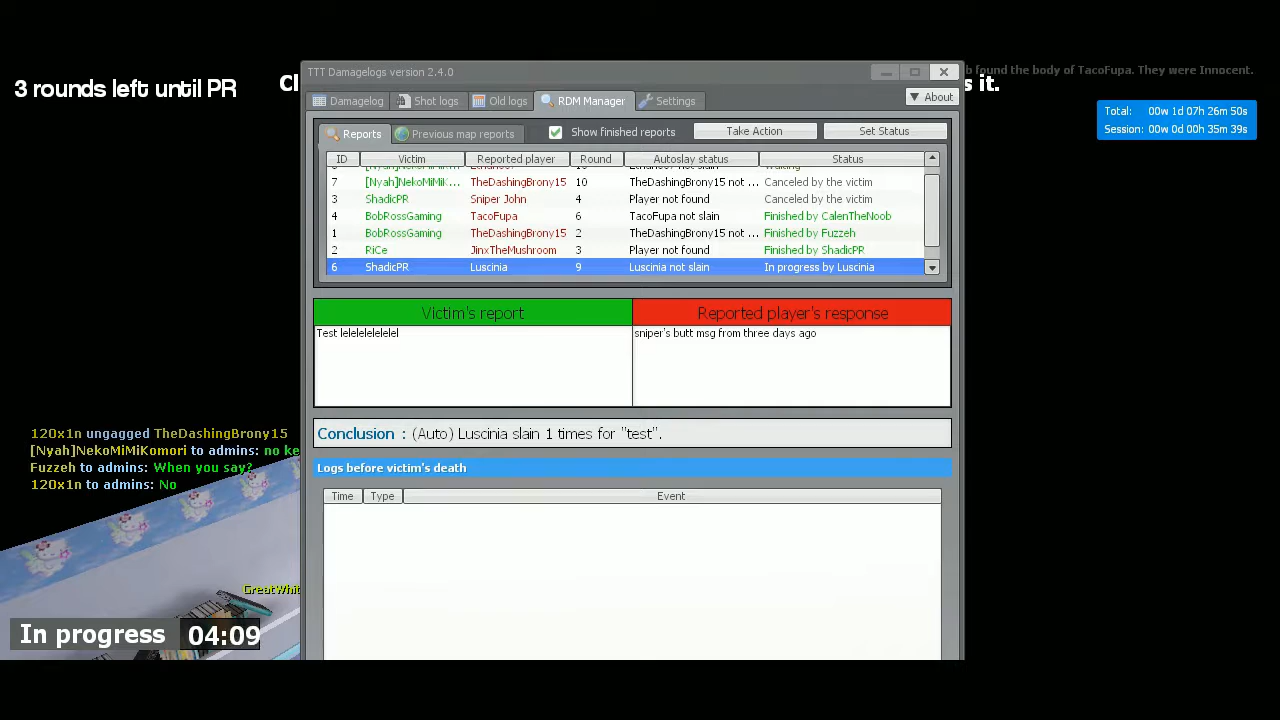 3 rounds left until PR
Cl
s it.
b found the body of TacoFupa. They were Innocent.
Total: 00w 1d 07h 26m 50s
Session: 00w 0d 00h 35m 39s
TTT Damagelogs version 2.4.0
Damagelog Shot logs Old logs RDM Manager Settings About
Reports Previous map reports Show finished reports Take Action Set Status
ID Victim Reported player Round Autoslay status Status
7 [Nyah]NekoMiMiK... TheDashingBrony15 10 TheDashingBrony15 not ... Canceled by the victim
3 ShadicPR Sniper John 4 Player not found Canceled by the victim
4 BobRossGaming TacoFupa 6 TacoFupa not slain Finished by CalenTheNoob
1 BobRossGaming TheDashingBrony15 2 TheDashingBrony15 not ... Finished by Fuzzeh
2 RiCe JinxTheMushroom 3 Player not found Finished by ShadicPR
6 ShadicPR Luscinia 9 Luscinia not slain In progress by Luscinia
Victim's report Reported player's response
Test lelelelelelelel sniper's butt msg from three days ago
Conclusion : (Auto) Luscinia slain 1 times for "test".
Logs before victim's death
Time Type Event
120x1n ungagged TheDashingBrony15
[Nyah]NekoMiMiKomori to admins: no ke
Fuzzeh to admins: When you say?
120x1n to admins: No
GreatWhit
In progress 04:09